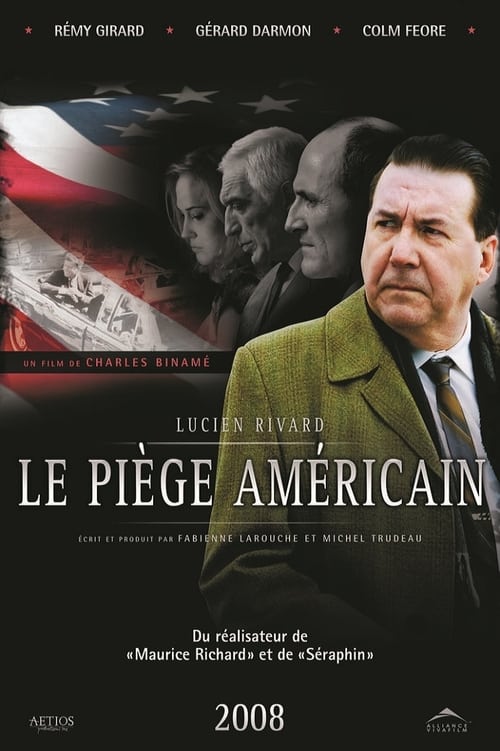 ★ RÉMY GIRARD ★ GÉRARD DARMON ★ COLM FEORE ★
UN FILM DE CHARLES BINAMÉ
LUCIEN RIVARD
LE PIÈGE AMÉRICAIN
ÉCRIT ET PRODUIT PAR FABIENNE LAROUCHE ET MICHEL TRUDEAU
Du réalisateur de
«Maurice Richard» et de «Séraphin»
AETIOS
2008
ALLIANCE
VIVAFILM